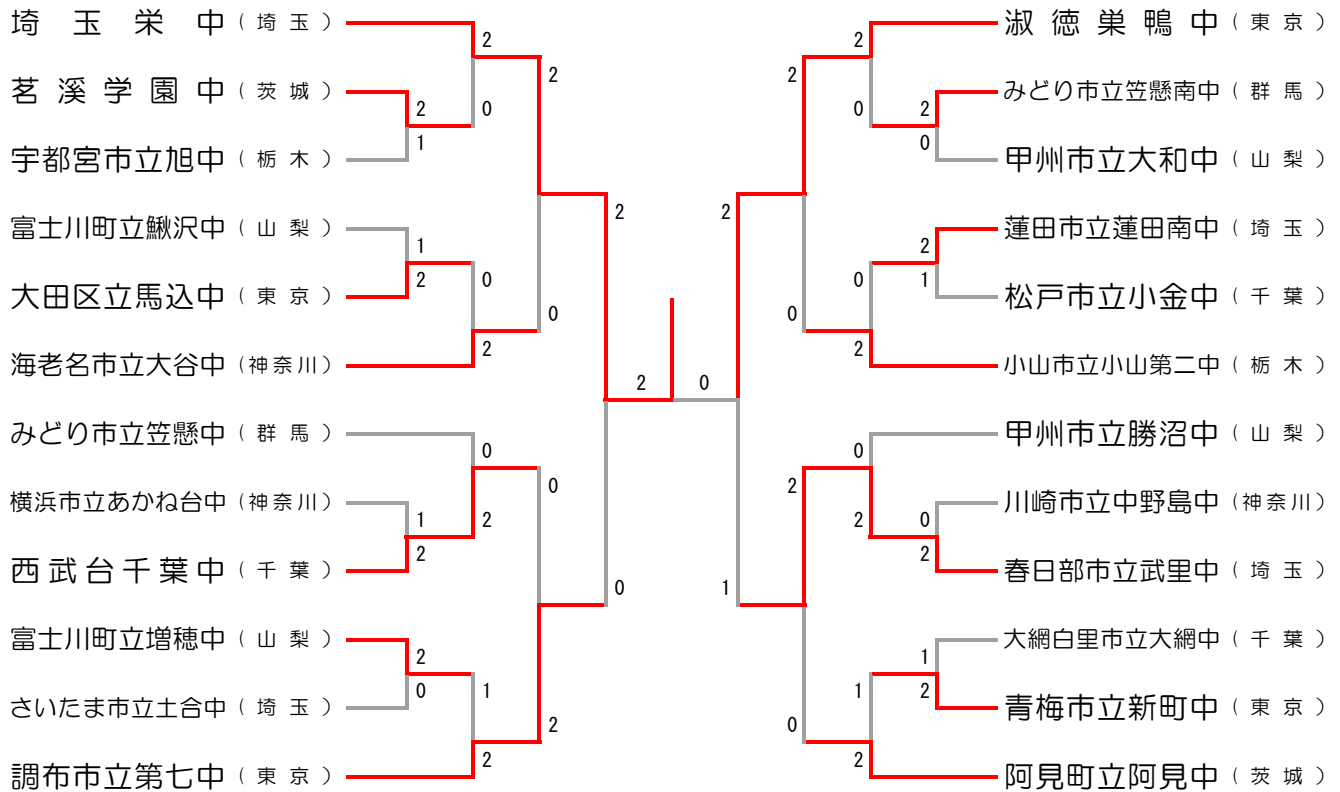 埼玉栄中（埼玉）
2
2
茗溪学園中（茨城）
2
0
1
宇都宮市立旭中（栃木）
2
富士川町立鰍沢中（山梨）
1
2
0
大田区立馬込中（東京）
0
海老名市立大谷中（神奈川）
2
みどり市立笠懸中（群馬）
0
0
横浜市立あかね台中（神奈川）
1
2
2
西武台千葉中（千葉）
0
富士川町立増穂中（山梨）
2
0
1
さいたま市立土合中（埼玉）
2
調布市立第七中（東京）
2
2 0
淑徳巣鴨中（東京）
2
2
みどり市立笠懸南中（群馬）
0
2
0
甲州市立大和中（山梨）
2
蓮田市立蓮田南中（埼玉）
2
0
1
松戸市立小金中（千葉）
0
小山市立小山第二中（栃木）
2
甲州市立勝沼中（山梨）
0
2
川崎市立中野島中（神奈川）
2
0
2
春日部市立武里中（埼玉）
1
大網白里市立大網中（千葉）
1
1
2
青梅市立新町中（東京）
0
阿見町立阿見中（茨城）
2